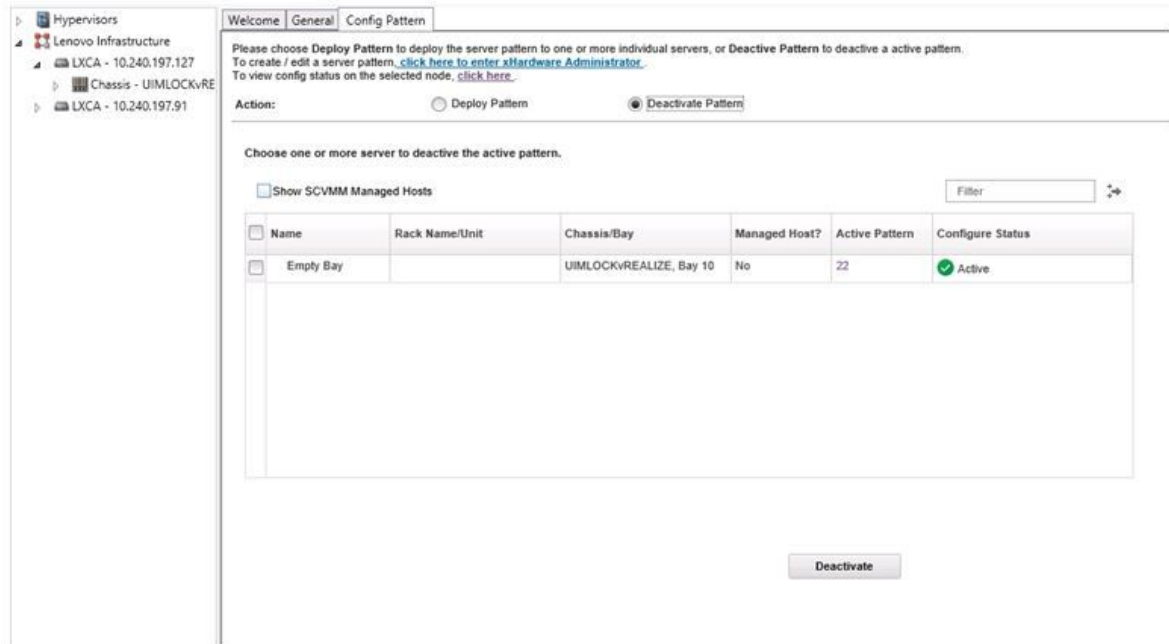 Hypervisors
Lenovo Infrastructure
LXCA - 10.240.197.127
Chassis - UIMLOCKvRE
LXCA - 10.240.197.91
Welcome General Config Pattern
Please choose Deploy Pattern to deploy the server pattern to one or more individual servers, or Deactive Pattern to deactive a active pattern.
To create / edit a server pattern, click here to enter xHardware Administrator .
To view config status on the selected node, click here .
Action: Deploy Pattern Deactivate Pattern
Choose one or more server to deactive the active pattern.
Show SCVMM Managed Hosts Filter
Name Rack Name/Unit Chassis/Bay Managed Host? Active Pattern Configure Status
Empty Bay UIMLOCKvREALIZE, Bay 10 No 22 Active
Deactivate